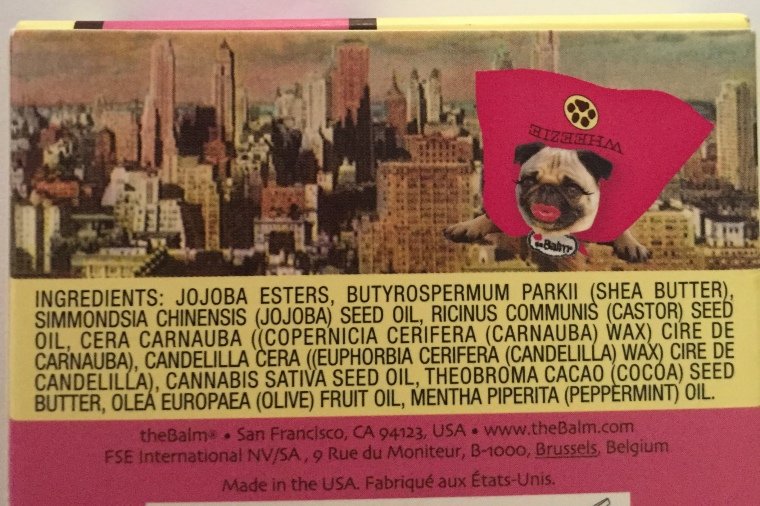 WHEEZIE
theBalm®
INGREDIENTS: JOJOBA ESTERS, BUTYROSPERMUM PARKII (SHEA BUTTER),
SIMMONDSIA CHINENSIS (JOJOBA) SEED OIL, RICINUS COMMUNIS (CASTOR) SEED
OIL, CERA CARNAUBA ((COPERNICIA CERIFERA (CARNAUBA) WAX) CIRE DE
CARNAUBA), CANDELILLA CERA ((EUPHORBIA CERIFERA (CANDELILLA) WAX) CIRE DE
CANDELILLA), CANNABIS SATIVA SEED OIL, THEOBROMA CACAO (COCOA) SEED
BUTTER, OLEA EUROPAEA (OLIVE) FRUIT OIL, MENTHA PIPERITA (PEPPERMINT) OIL.
theBalm® • San Francisco, CA 94123, USA • www.theBalm.com
FSE International NV/SA , 9 Rue du Moniteur, B-1000, Brussels, Belgium
Made in the USA. Fabriqué aux États-Unis.